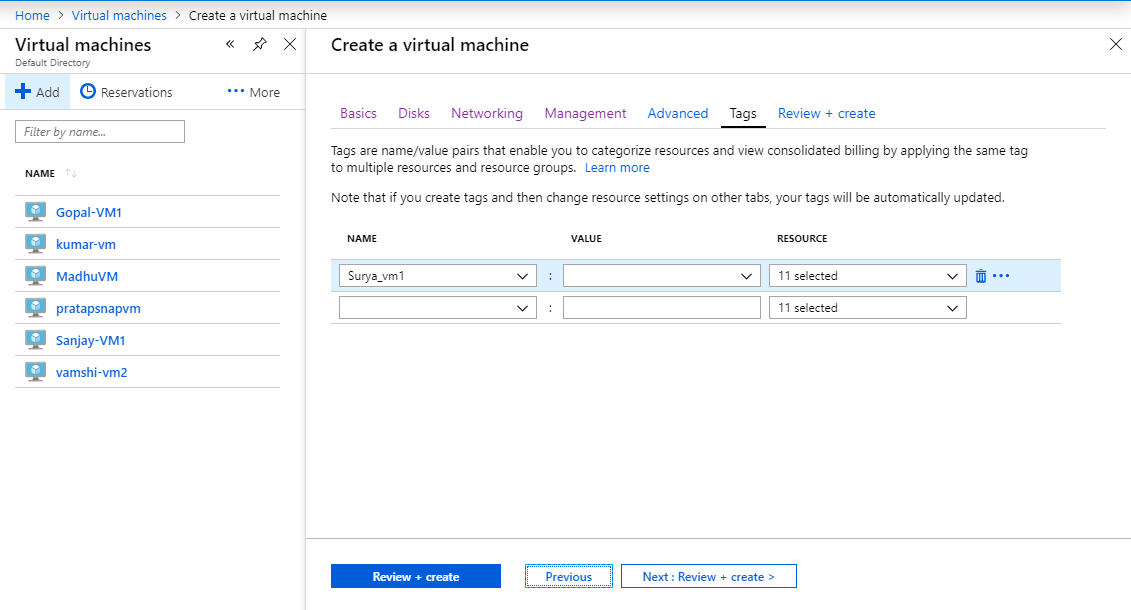 Home > Virtual machines > Create a virtual machine
Virtual machines
Default Directory
Add Reservations More
Filter by name...
NAME
Gopal-VM1
kumar-vm
MadhuVM
pratapsnapvm
Sanjay-VM1
vamshi-vm2
Create a virtual machine
Basics Disks Networking Management Advanced Tags Review + create
Tags are name/value pairs that enable you to categorize resources and view consolidated billing by applying the same tag
to multiple resources and resource groups. Learn more
Note that if you create tags and then change resource settings on other tabs, your tags will be automatically updated.
NAME VALUE RESOURCE
Surya_vm1 : 11 selected
: 11 selected
Review + create Previous Next : Review + create >